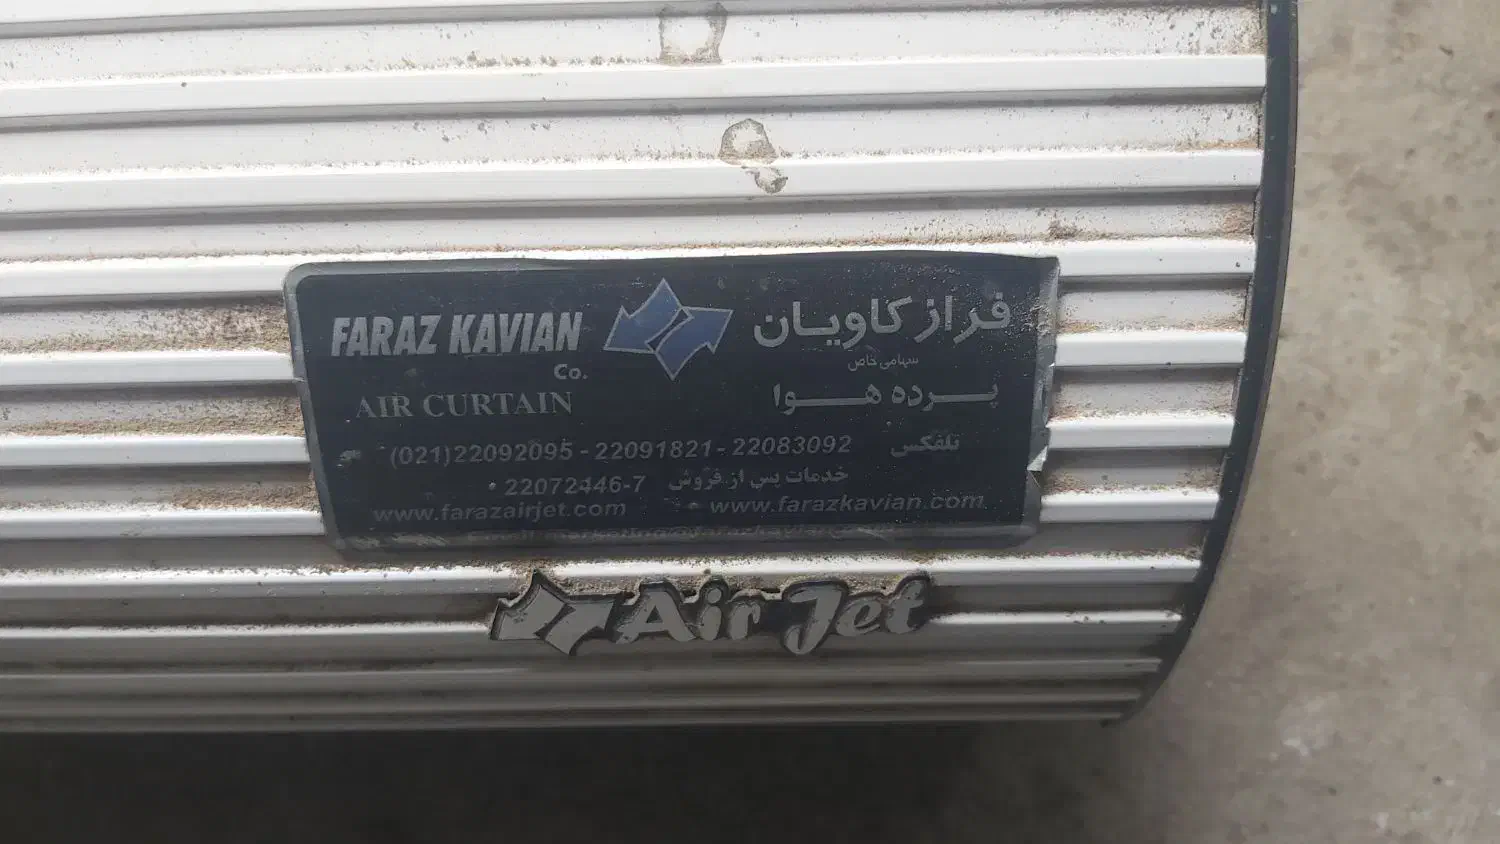 FARAZ KAVIAN
Co.
AIR CURTAIN
فراز کاویان
سهامی خاص
پرده هوا
تلفکس (021)22092095 - 22091821 - 22083092
خدمات پس از فروش 22072446-7
www.farazairjet.com • www.farazkavian.com
Air Jet